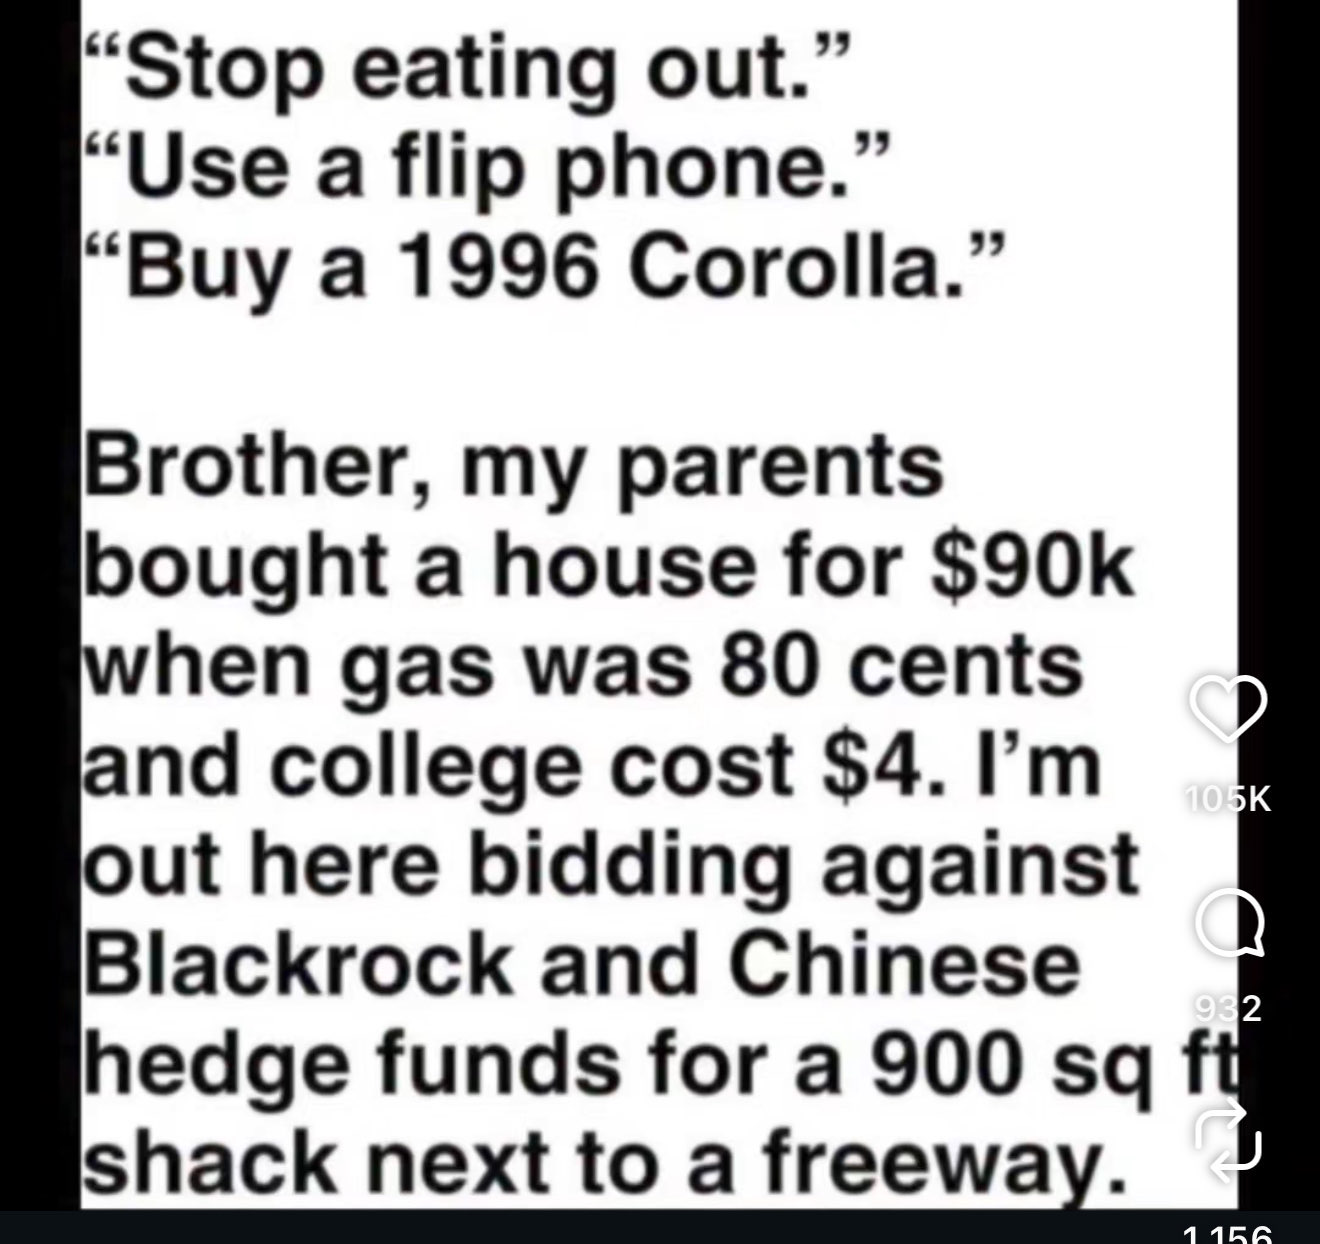 “Stop eating out.”
“Use a flip phone.”
“Buy a 1996 Corolla.”
Brother, my parents
bought a house for $90k
when gas was 80 cents
and college cost $4. I’m
out here bidding against
Blackrock and Chinese
hedge funds for a 900 sq ft
shack next to a freeway.
105K
932
1,156